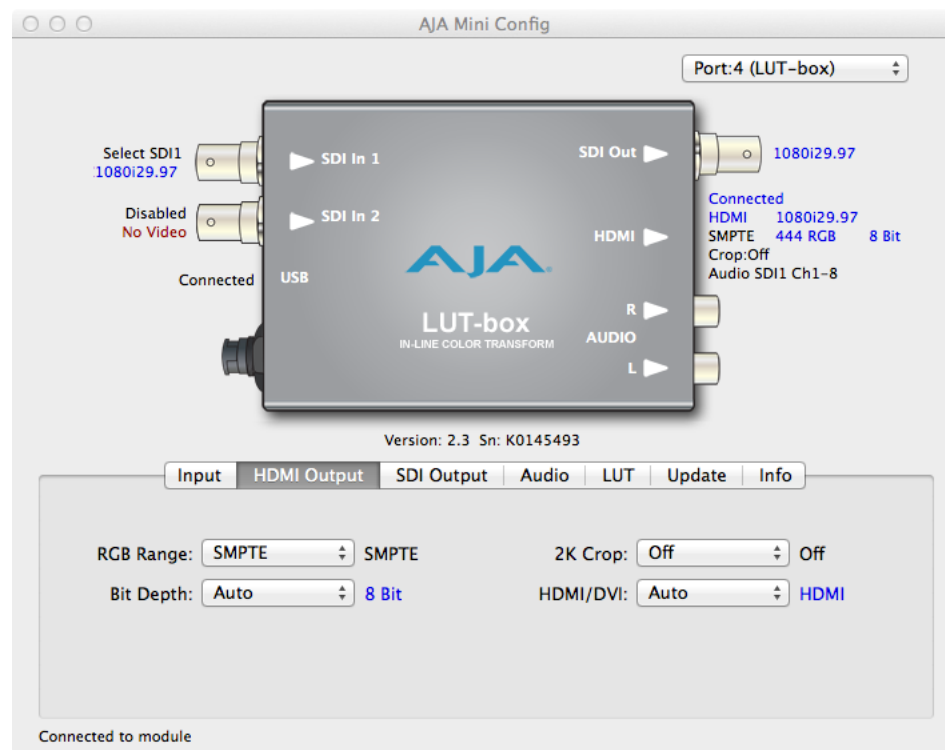 AJA Mini Config
Port:4 (LUT-box)
Select SDI1
1080i29.97
SDI In 1
SDI Out
1080i29.97
Disabled
No Video
SDI In 2
Connected
HDMI 1080i29.97
SMPTE 444 RGB 8 Bit
Crop:Off
Audio SDI1 Ch1-8
HDMI
Connected
USB
AJA
LUT-box
IN-LINE COLOR TRANSFORM
R
AUDIO
L
Version: 2.3 Sn: K0145493
Input HDMI Output SDI Output Audio LUT Update Info
RGB Range: SMPTE SMPTE 2K Crop: Off Off
Bit Depth: Auto 8 Bit HDMI/DVI: Auto HDMI
Connected to module